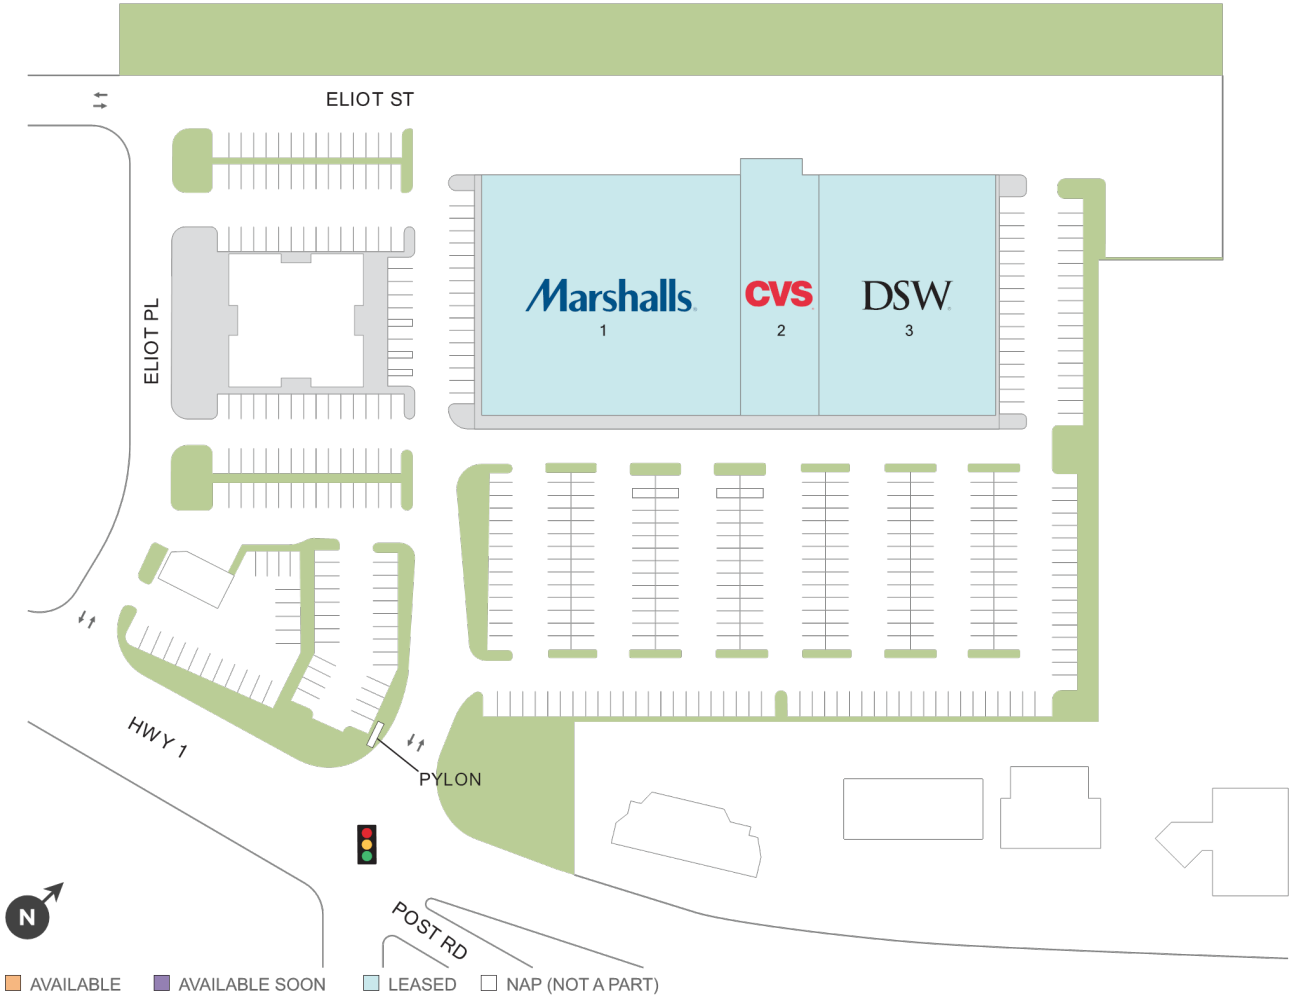 ELIOT ST
ELIOT PL
Marshalls.
1
CVS
2
DSW
3
HWY 1
PYLON
POST RD
N
AVAILABLE
AVAILABLE SOON
LEASED
NAP (NOT A PART)